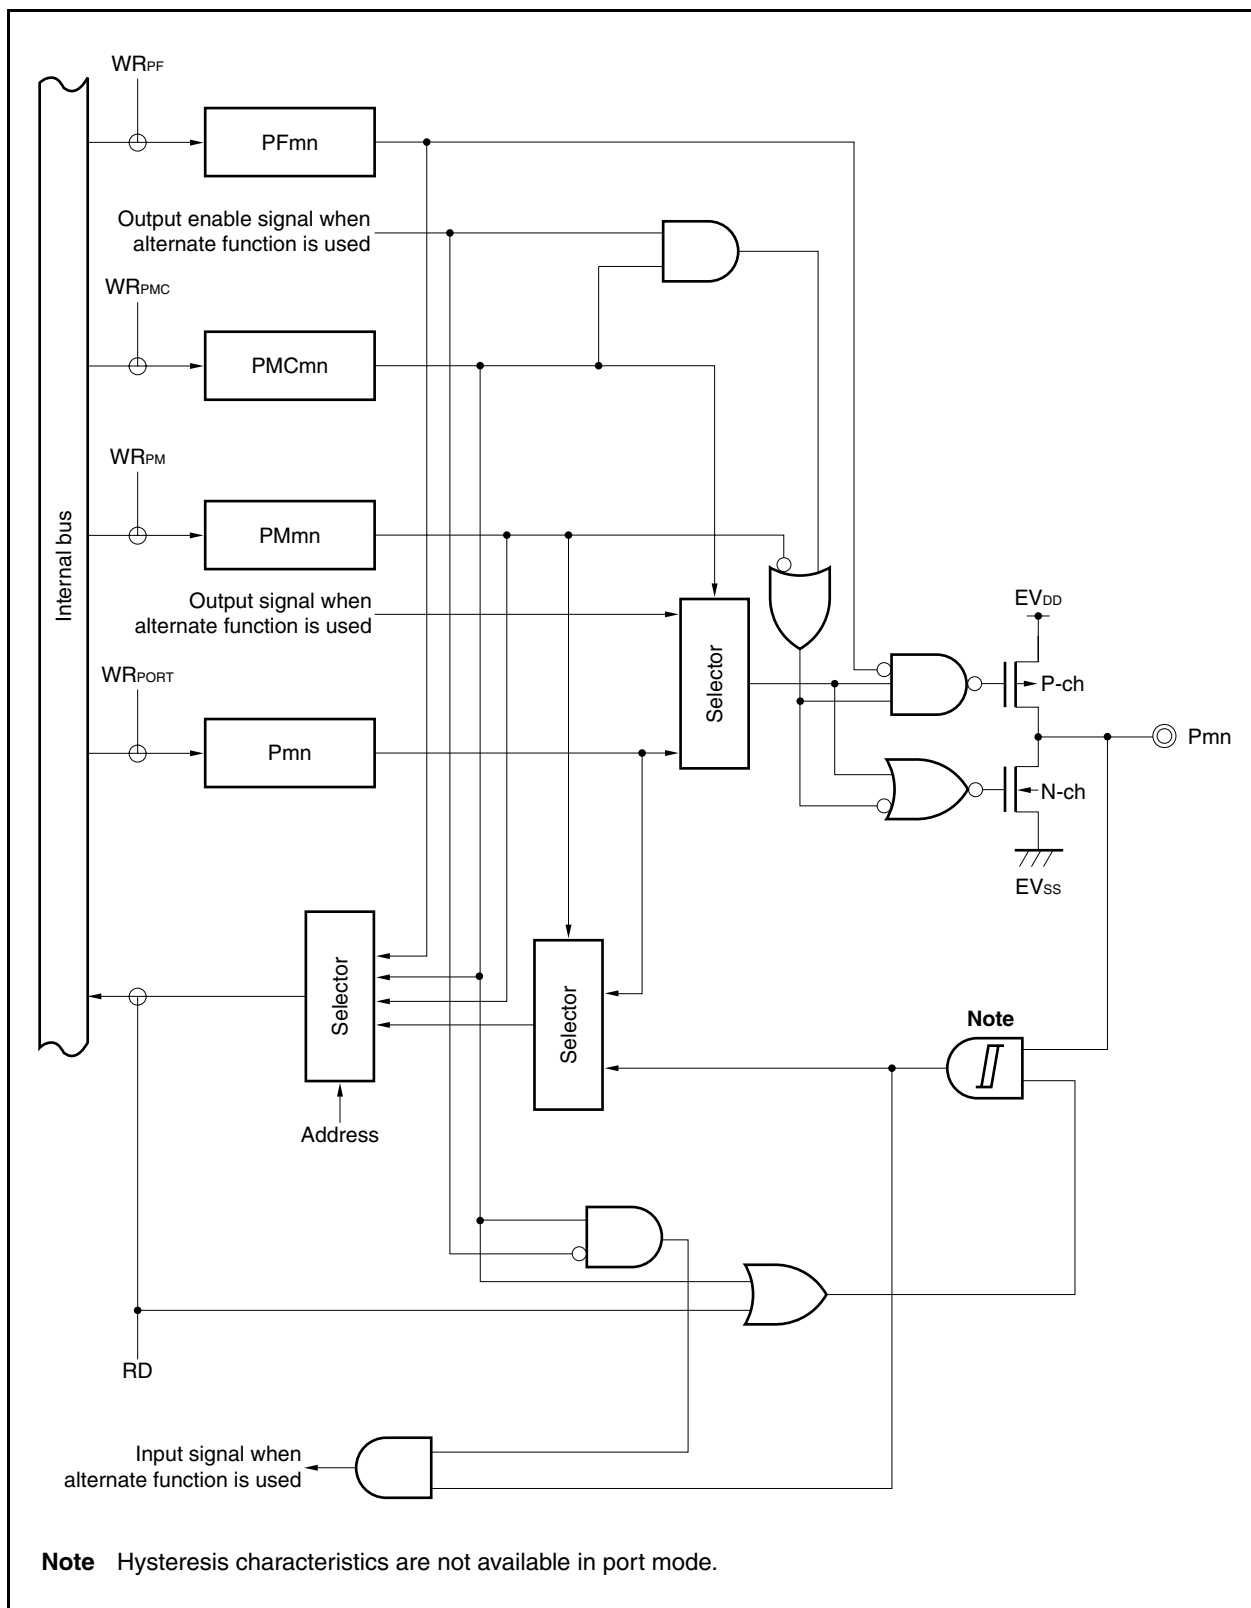 WRPF
PFmn
Output enable signal when
alternate function is used
WRPMC
PMCmn
WRPM
PMmn
Internal bus
Output signal when
alternate function is used
EVDD
Selector
P-ch
WRPORT
Pmn
Pmn
N-ch
EVSS
Selector
Selector
Note
Address
RD
Input signal when
alternate function is used
Note Hysteresis characteristics are not available in port mode.